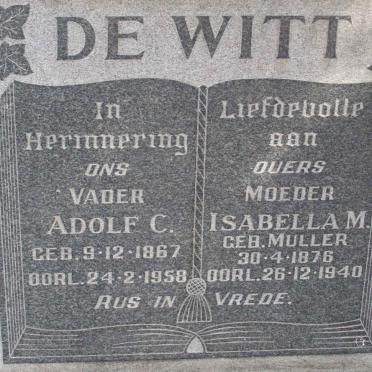 DE WITT
In Liefdevolle
Herinnering aan
ONS OUERS
VADER MOEDER
ADOLF C. ISABELLA M.
GEB. 9-12-1867 GEB. MULLER
30-4-1876
OORL. 24-2-1958 OORL. 26-12-1940
RUS IN VREDE.